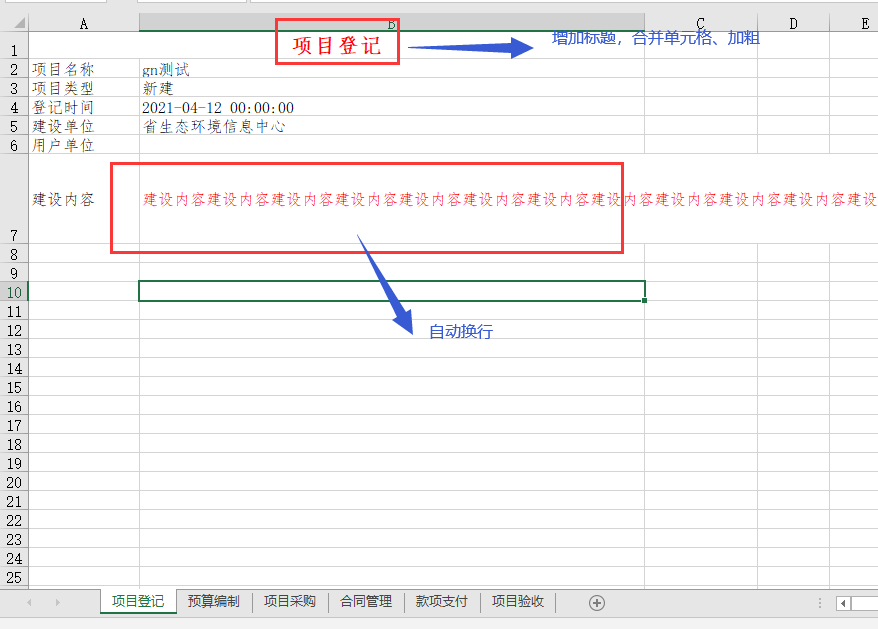 A B C D E
1 项目登记 增加标题，合并单元格、加粗
2 项目名称 gn测试
3 项目类型 新建
4 登记时间 2021-04-12 00:00:00
5 建设单位 省生态环境信息中心
6 用户单位
7 建设内容 建设内容建设内容建设内容建设内容建设内容建设内容建设内容建设内容建设内容建设内容建设内容建设
8
9
10
11
12 自动换行
13
14
15
16
17
18
19
20
21
22
23
24
25
项目登记 预算编制 项目采购 合同管理 款项支付 项目验收